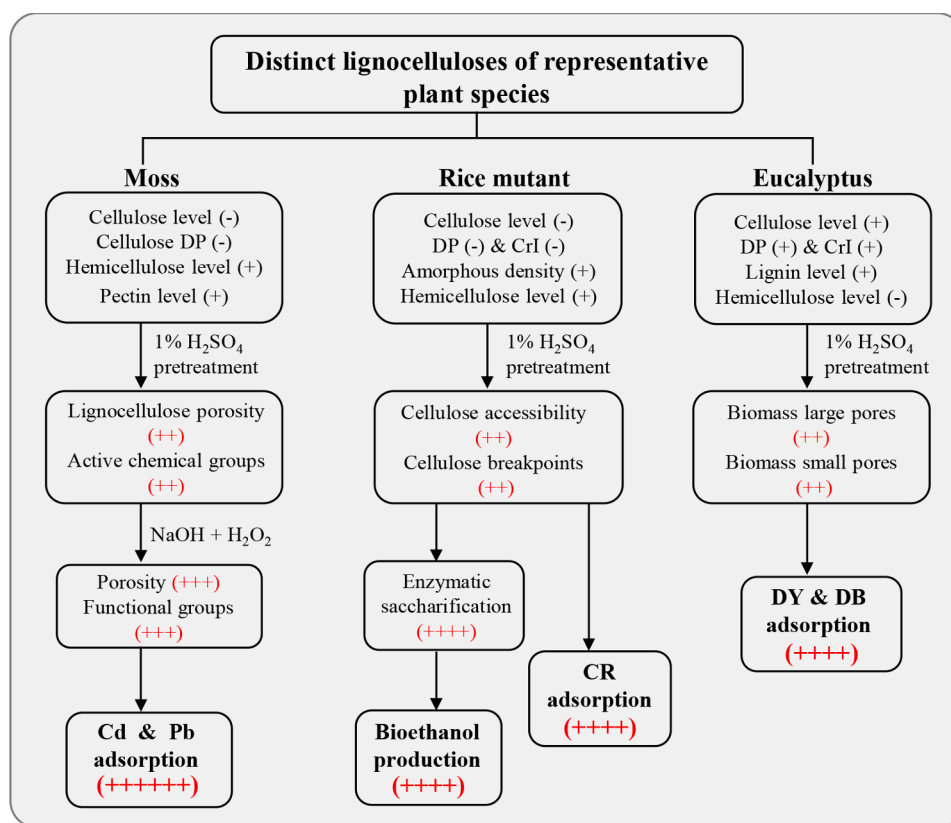 Distinct lignocelluloses of representative
plant species
Moss
Cellulose level (-)
Cellulose DP (-)
Hemicellulose level (+)
Pectin level (+)
1% H₂SO₄
pretreatment
Lignocellulose porosity
(++)
Active chemical groups
(++)
NaOH + H₂O₂
Porosity (+++)
Functional groups
(+++)
Cd & Pb
adsorption
(++++++)
Rice mutant
Cellulose level (-)
DP (-) & CrI (-)
Amorphous density (+)
Hemicellulose level (+)
1% H₂SO₄
pretreatment
Cellulose accessibility
(++)
Cellulose breakpoints
(++)
Enzymatic
saccharification
(++++)
Bioethanol
production
(++++)
CR
adsorption
(++++)
Eucalyptus
Cellulose level (+)
DP (+) & CrI (+)
Lignin level (+)
Hemicellulose level (-)
1% H₂SO₄
pretreatment
Biomass large pores
(++)
Biomass small pores
(++)
DY & DB
adsorption
(++++)